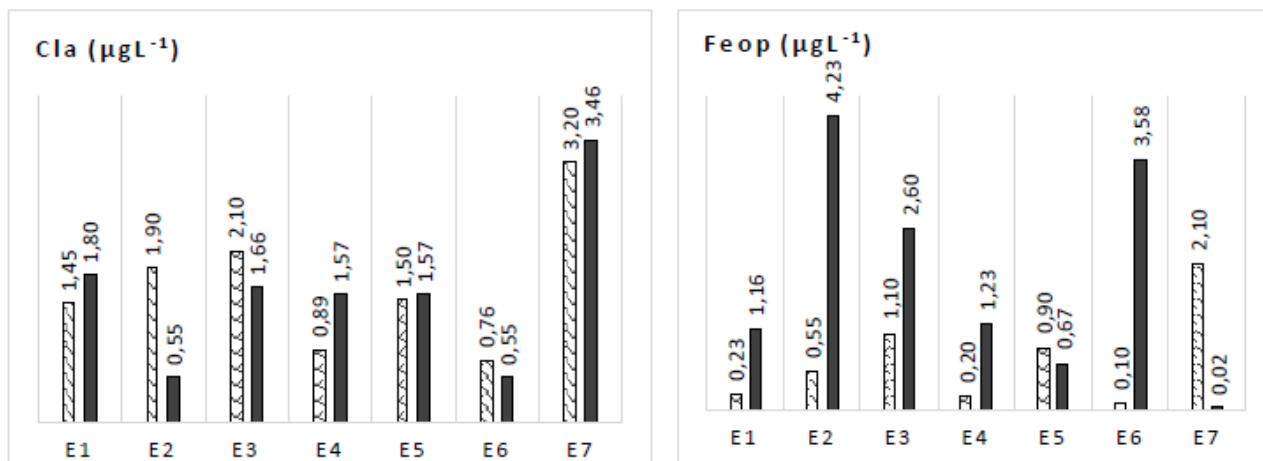 Cla (µgL⁻¹)
1,45 1,80 1,90 0,55 2,10 1,66 0,89 1,57 1,50 1,57 0,76 0,55 3,20 3,46
E1 E2 E3 E4 E5 E6 E7
Feop (µgL⁻¹)
0,23 1,16 0,55 4,23 1,10 2,60 0,20 1,23 0,90 0,67 0,10 3,58 2,10 0,02
E1 E2 E3 E4 E5 E6 E7